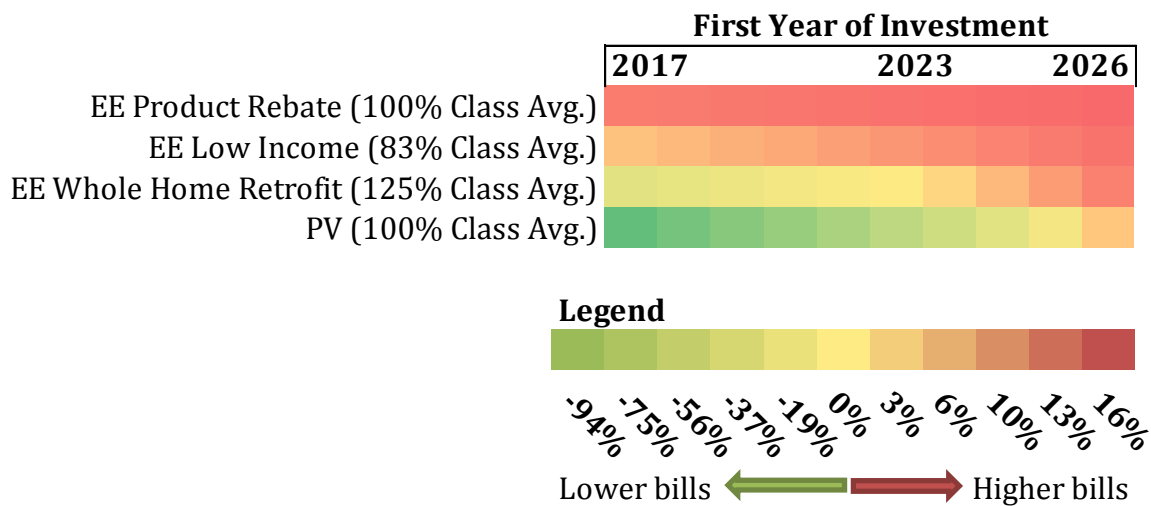 First Year of Investment
2017 2023 2026
EE Product Rebate (100% Class Avg.)
EE Low Income (83% Class Avg.)
EE Whole Home Retrofit (125% Class Avg.)
PV (100% Class Avg.)
Legend
-94% -75% -56% -37% -19% 0% 3% 6% 10% 13% 16%
Lower bills Higher bills